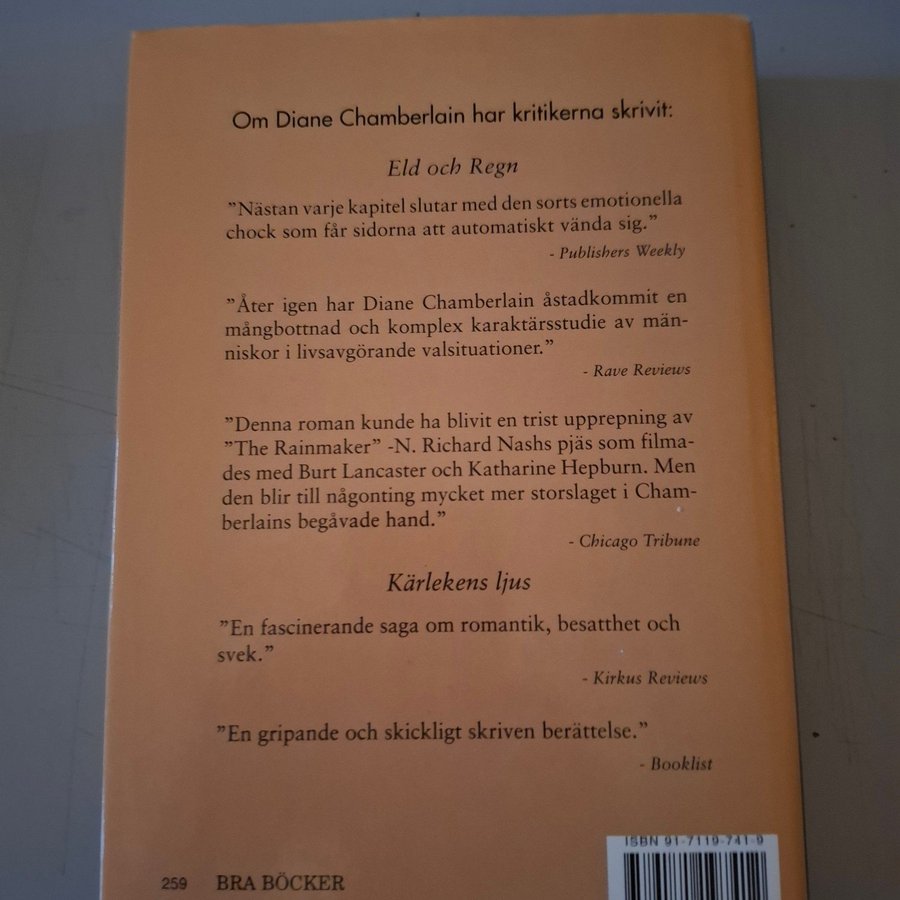 Om Diane Chamberlain har kritikerna skrivit:
Eld och Regn
”Nästan varje kapitel slutar med den sorts emotionella
chock som får sidorna att automatiskt vända sig.”
- Publishers Weekly
”Åter igen har Diane Chamberlain åstadkommit en
mångbottnad och komplex karaktärsstudie av män-
niskor i livsavgörande valsituationer.”
- Rave Reviews
”Denna roman kunde ha blivit en trist upprepning av
”The Rainmaker” -N. Richard Nashs pjäs som filma-
des med Burt Lancaster och Katharine Hepburn. Men
den blir till någonting mycket mer storslaget i Cham-
berlains begåvade hand.”
- Chicago Tribune
Kärlekens ljus
”En fascinerande saga om romantik, besatthet och
svek.”
- Kirkus Reviews
”En gripande och skickligt skriven berättelse.”
- Booklist
ISBN 91-7119-741-9
259 BRA BÖCKER